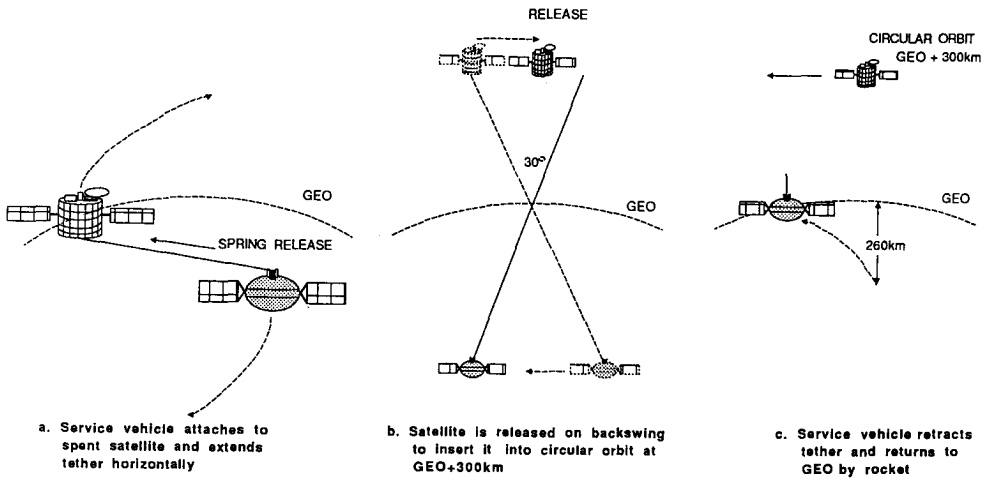 RELEASE
CIRCULAR ORBIT
GEO + 300km
30°
GEO
GEO
GEO
SPRING RELEASE
260km
a. Service vehicle attaches to
spent satellite and extends
tether horizontally
b. Satellite is released on backswing
to insert it into circular orbit at
GEO+300km
c. Service vehicle retracts
tether and returns to
GEO by rocket